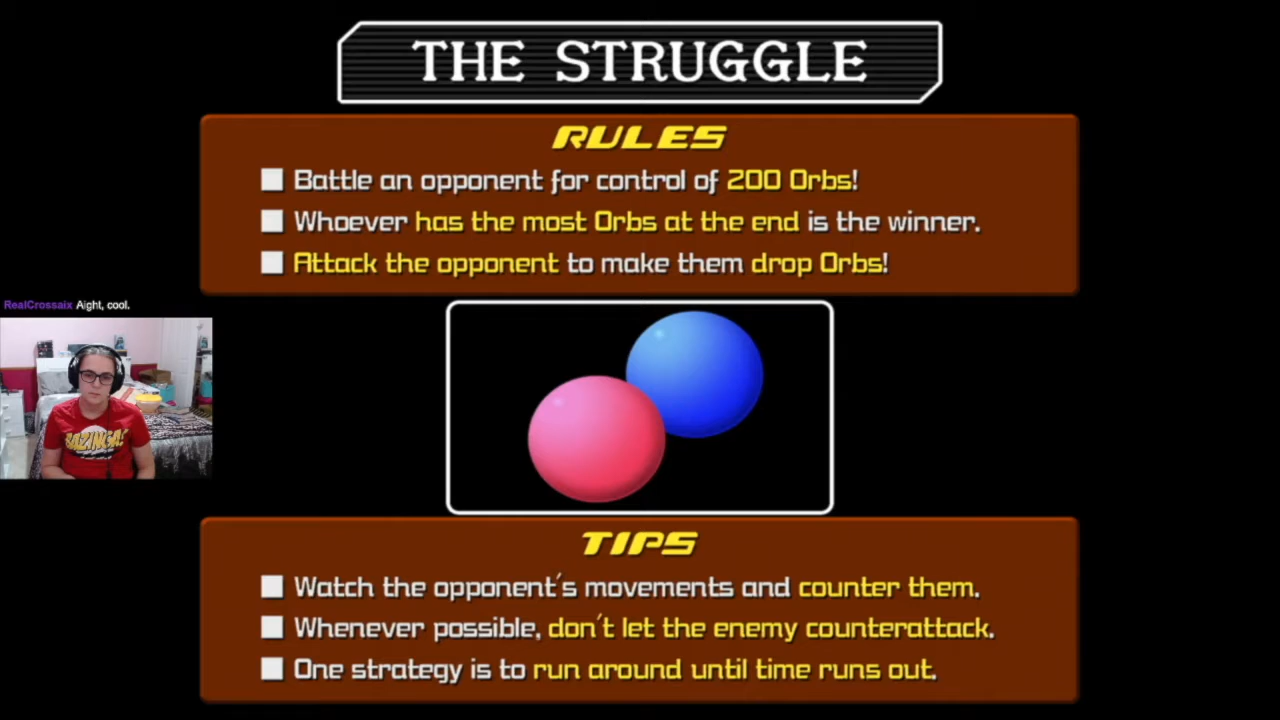 THE STRUGGLE
RULES
Battle an opponent for control of 200 Orbs!
Whoever has the most Orbs at the end is the winner.
Attack the opponent to make them drop Orbs!
RealCrossaix Aight, cool.
BAZINGA!
TIPS
Watch the opponent's movements and counter them.
Whenever possible, don't let the enemy counterattack.
One strategy is to run around until time runs out.